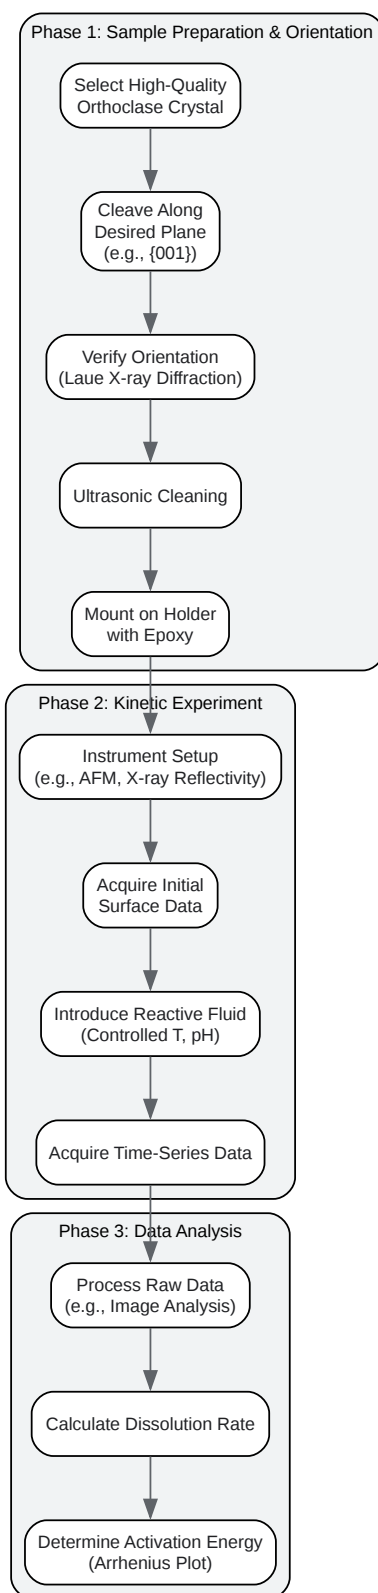 Phase 1: Sample Preparation & Orientation
Select High-Quality
Orthoclase Crystal
Cleave Along
Desired Plane
(e.g., {001})
Verify Orientation
(Laue X-ray Diffraction)
Ultrasonic Cleaning
Mount on Holder
with Epoxy
Phase 2: Kinetic Experiment
Instrument Setup
(e.g., AFM, X-ray Reflectivity)
Acquire Initial
Surface Data
Introduce Reactive Fluid
(Controlled T, pH)
Acquire Time-Series Data
Phase 3: Data Analysis
Process Raw Data
(e.g., Image Analysis)
Calculate Dissolution Rate
Determine Activation Energy
(Arrhenius Plot)